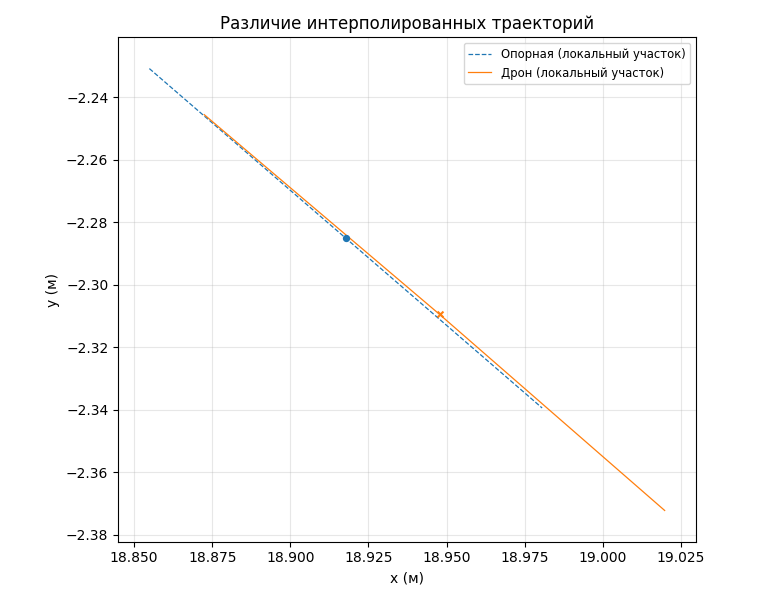 Различие интерполированных траекторий
Опорная (локальный участок)
Дрон (локальный участок)
−2.24
−2.26
−2.28
−2.30
−2.32
−2.34
−2.36
−2.38
y (м)
18.850 18.875 18.900 18.925 18.950 18.975 19.000 19.025
x (м)